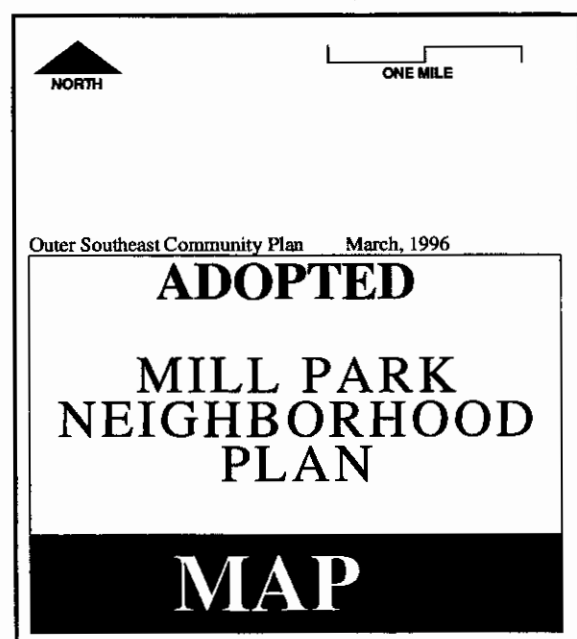 NORTH
ONE MILE
Outer Southeast Community Plan March, 1996
ADOPTED
MILL PARK
NEIGHBORHOOD
PLAN
MAP